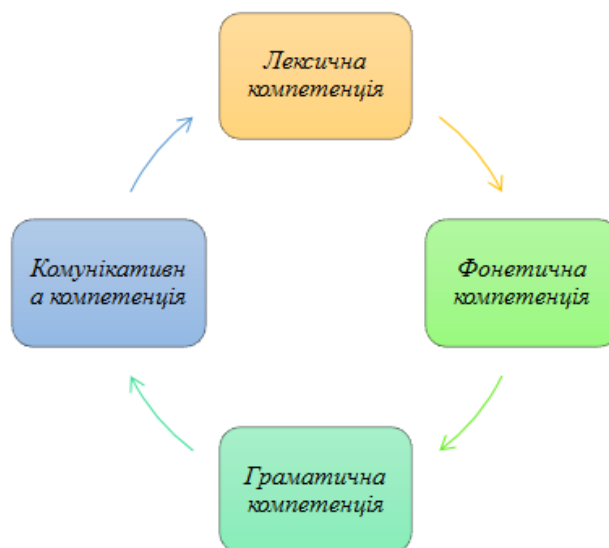 Лексична
компетенція
Фонетична
компетенція
Граматична
компетенція
Комунікативн
а компетенція